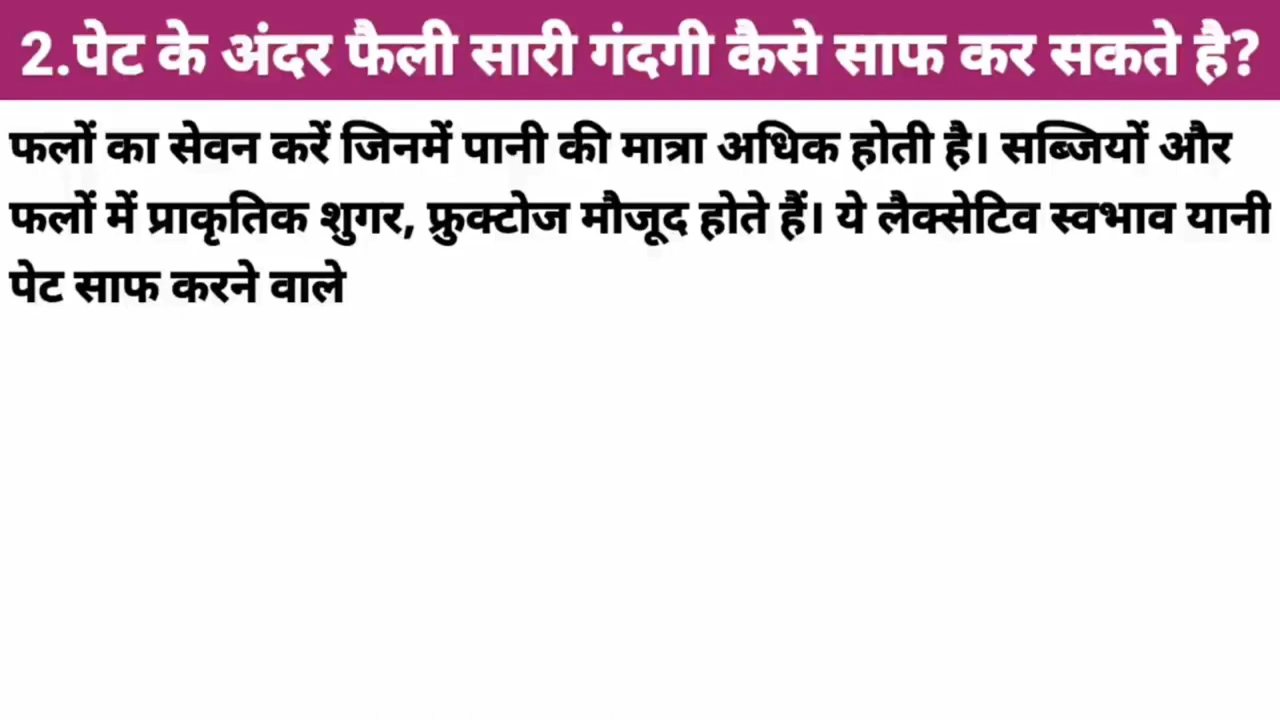 2.पेट के अंदर फैली सारी गंदगी कैसे साफ कर सकते है?
फलों का सेवन करें जिनमें पानी की मात्रा अधिक होती है। सब्जियों और
फलों में प्राकृतिक शुगर, फ्रुक्टोज मौजूद होते हैं। ये लैक्सेटिव स्वभाव यानी
पेट साफ करने वाले